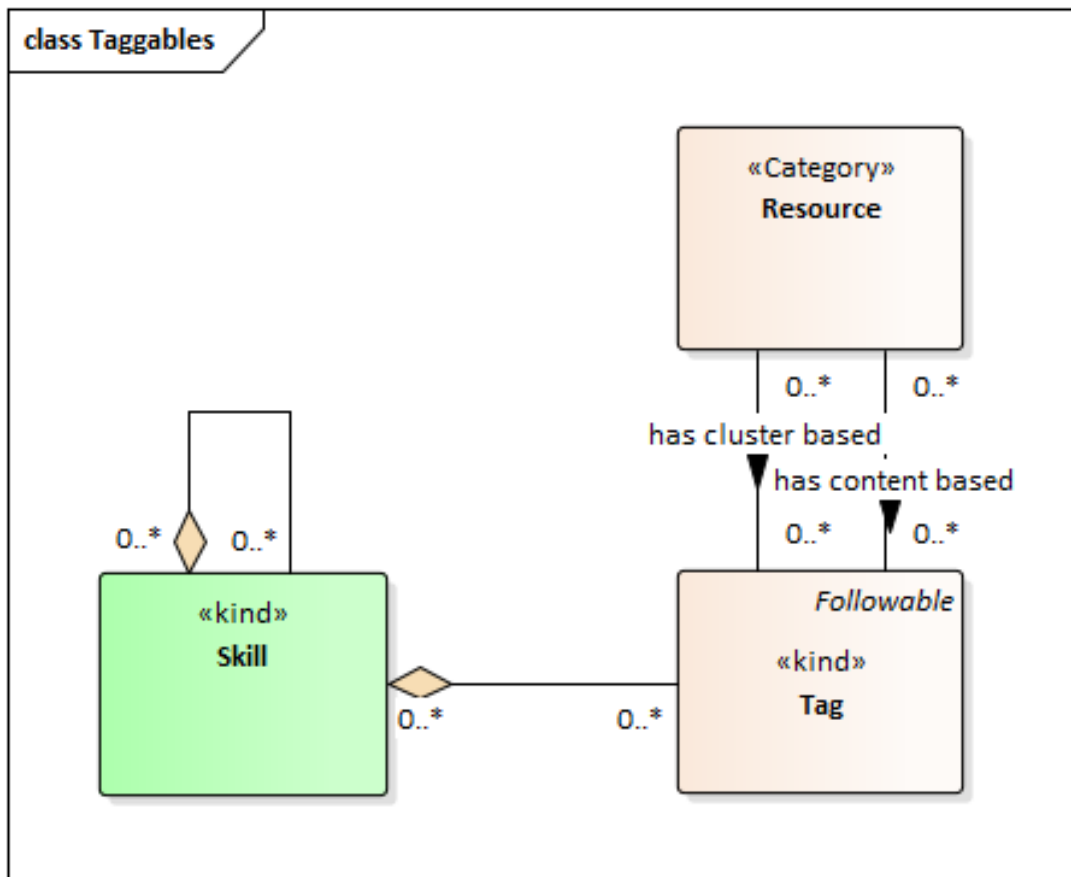 class Taggables
«Category»
Resource
0..*
0..*
has cluster based
has content based
0..*
0..*
0..*
0..*
«kind»
Skill
0..*
0..*
Followable
«kind»
Tag